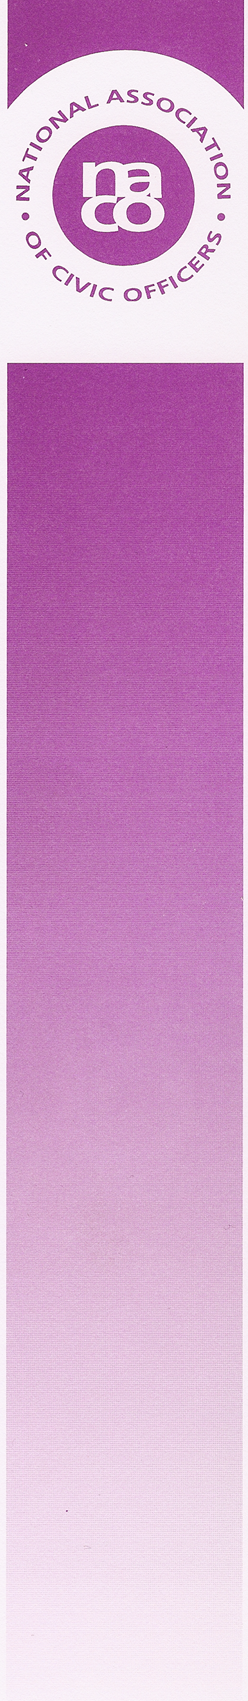 NATIONAL ASSOCIATION
• OF CIVIC OFFICERS •
na
co